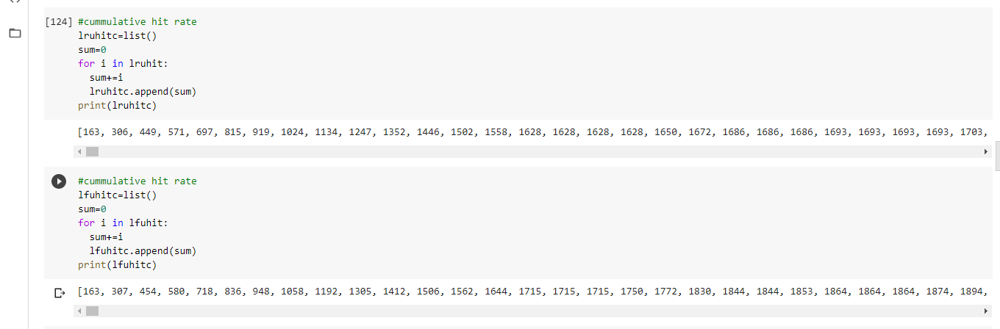 [124] #cummulative hit rate
lruhitc=list()
sum=0
for i in lruhit:
  sum+=i
  lruhitc.append(sum)
print(lruhitc)
[163, 306, 449, 571, 697, 815, 919, 1024, 1134, 1247, 1352, 1446, 1502, 1558, 1628, 1628, 1628, 1628, 1650, 1672, 1686, 1686, 1686, 1693, 1693, 1693, 1693, 1703,
#cummulative hit rate
lfuhitc=list()
sum=0
for i in lfuhit:
  sum+=i
  lfuhitc.append(sum)
print(lfuhitc)
[163, 307, 454, 580, 718, 836, 948, 1058, 1192, 1305, 1412, 1506, 1562, 1644, 1715, 1715, 1715, 1750, 1772, 1830, 1844, 1844, 1853, 1864, 1864, 1864, 1874, 1894,